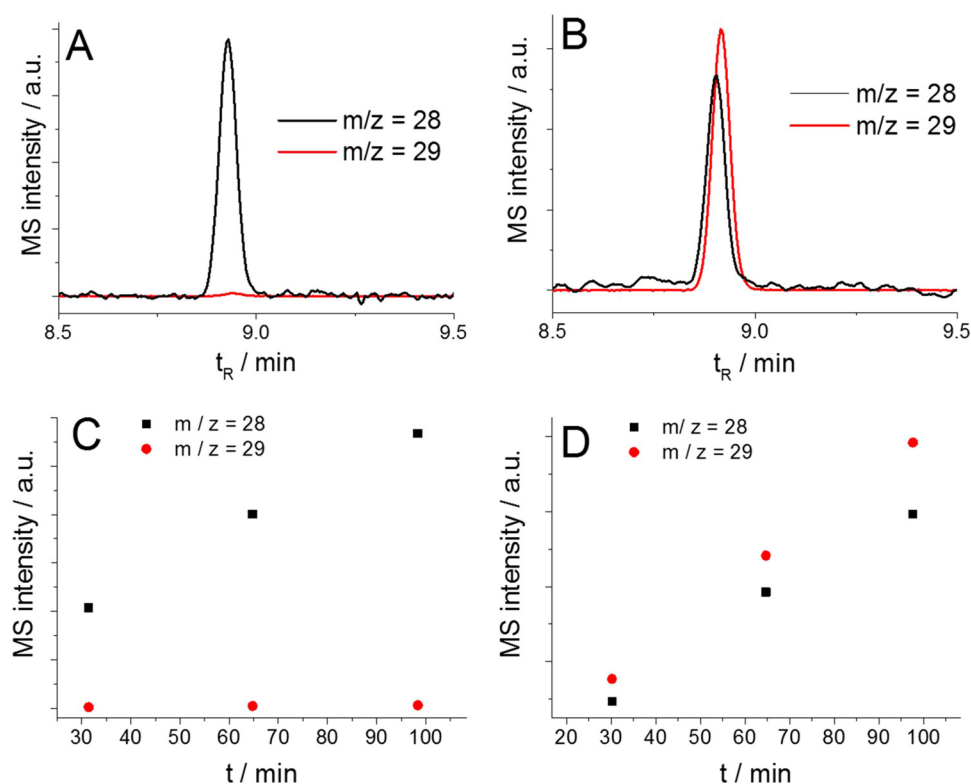 A
MS intensity / a.u.
m/z = 28
m/z = 29
8.5 9.0 9.5
tR / min
B
MS intensity / a.u.
m/z = 28
m/z = 29
8.5 9.0 9.5
tR / min
C
MS intensity / a.u.
m / z = 28
m / z = 29
30 40 50 60 70 80 90 100
t / min
D
MS intensity / a.u.
m/ z = 28
m / z = 29
20 30 40 50 60 70 80 90 100
t / min